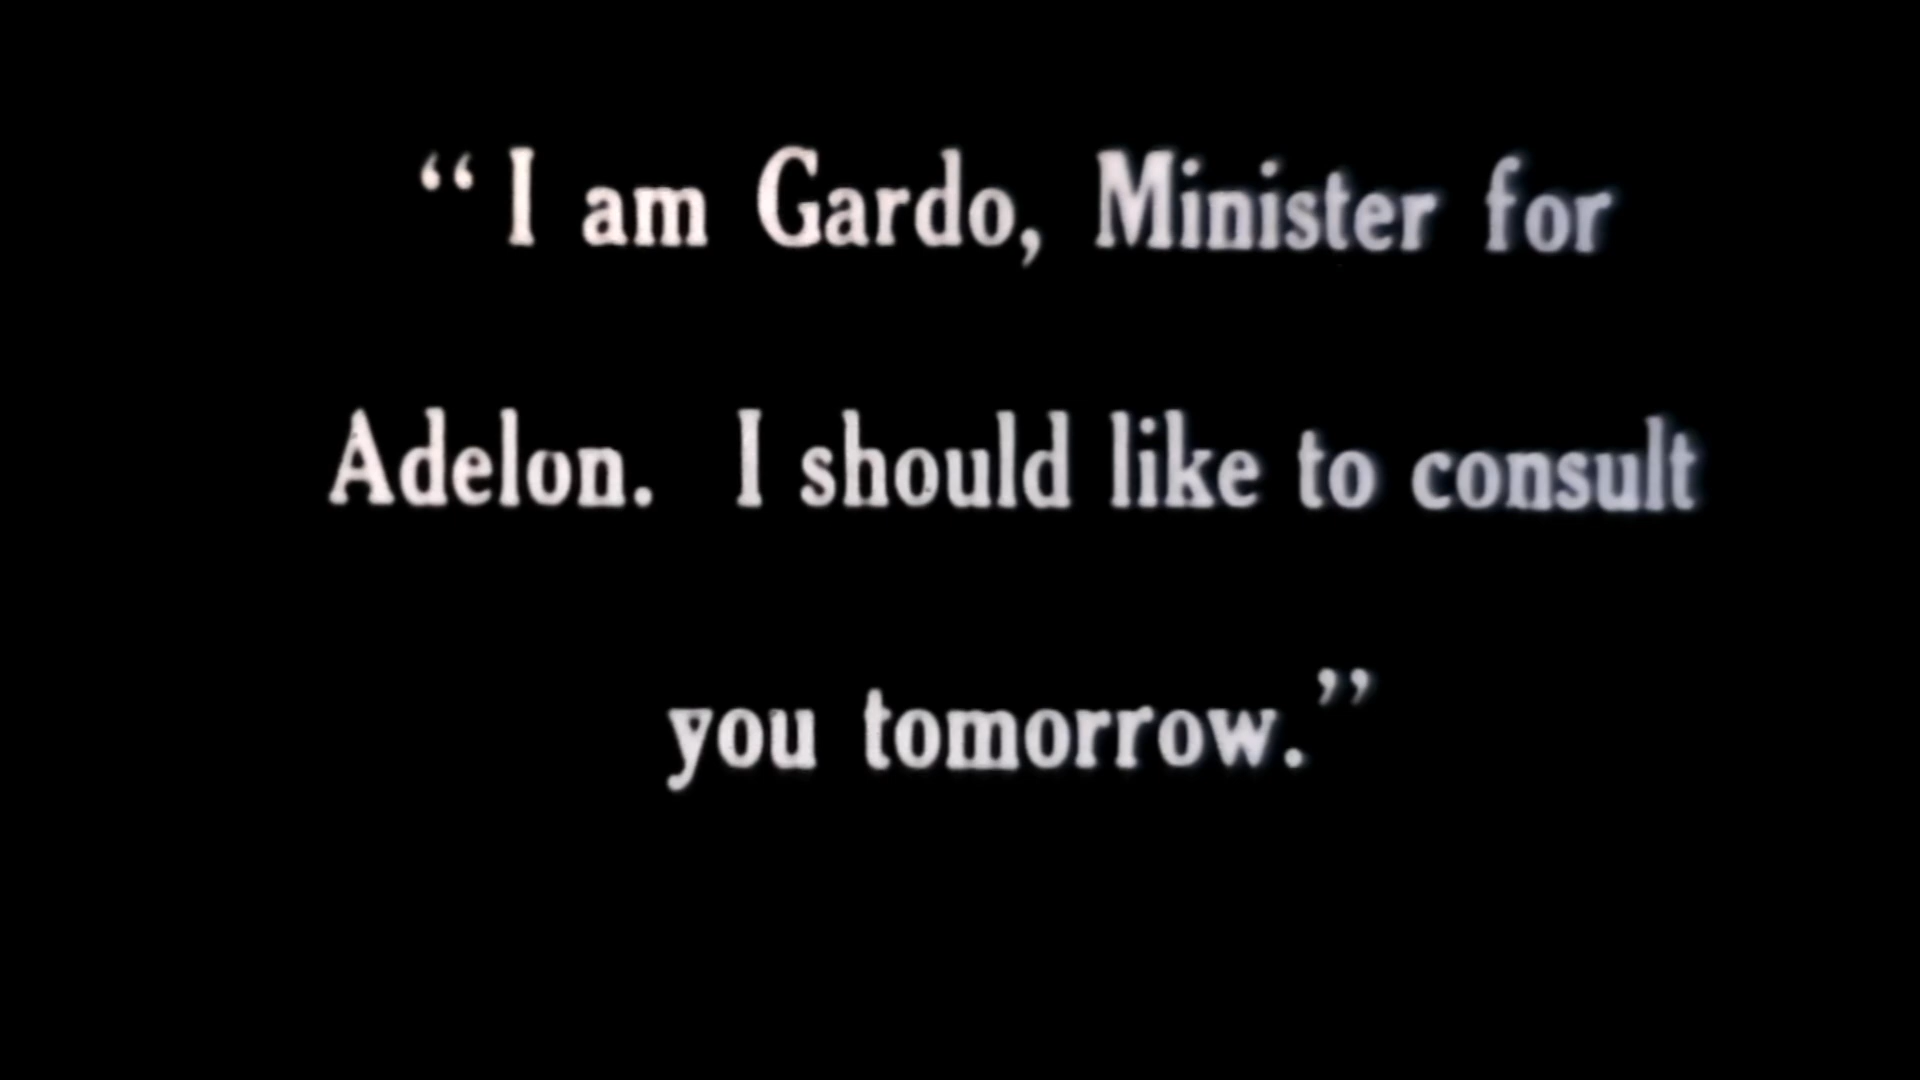 “ I am Gardo, Minister for
Adelon. I should like to consult
you tomorrow.”